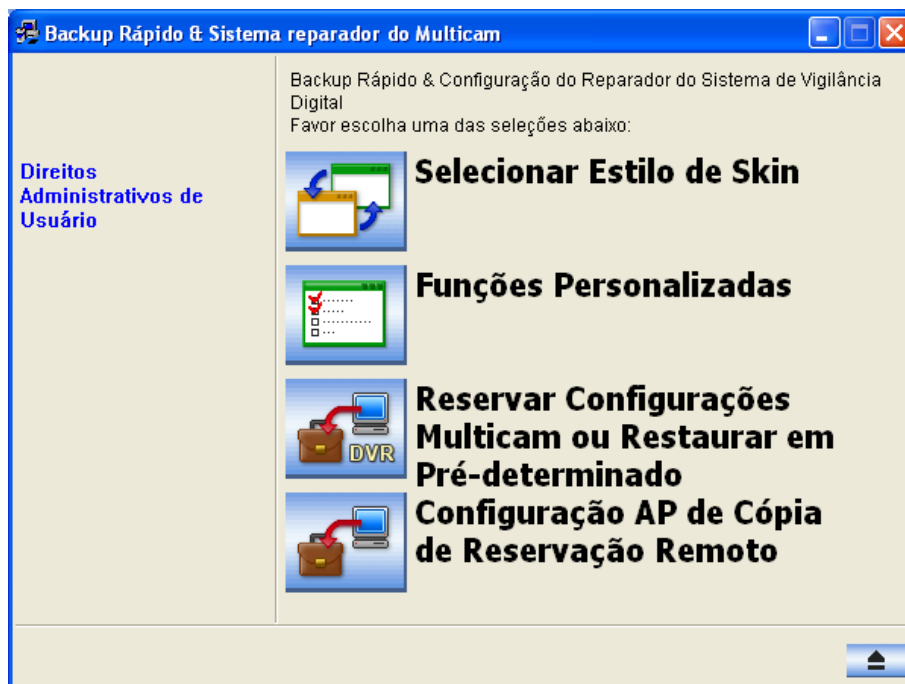 Backup Rápido & Sistema reparador do Multicam
Backup Rápido & Configuração do Reparador do Sistema de Vigilância
Digital
Favor escolha uma das seleções abaixo:
Direitos
Administrativos de
Usuário
Selecionar Estilo de Skin
Funções Personalizadas
DVR
Reservar Configurações
Multicam ou Restaurar em
Pré-determinado
Configuração AP de Cópia
de Reservação Remoto